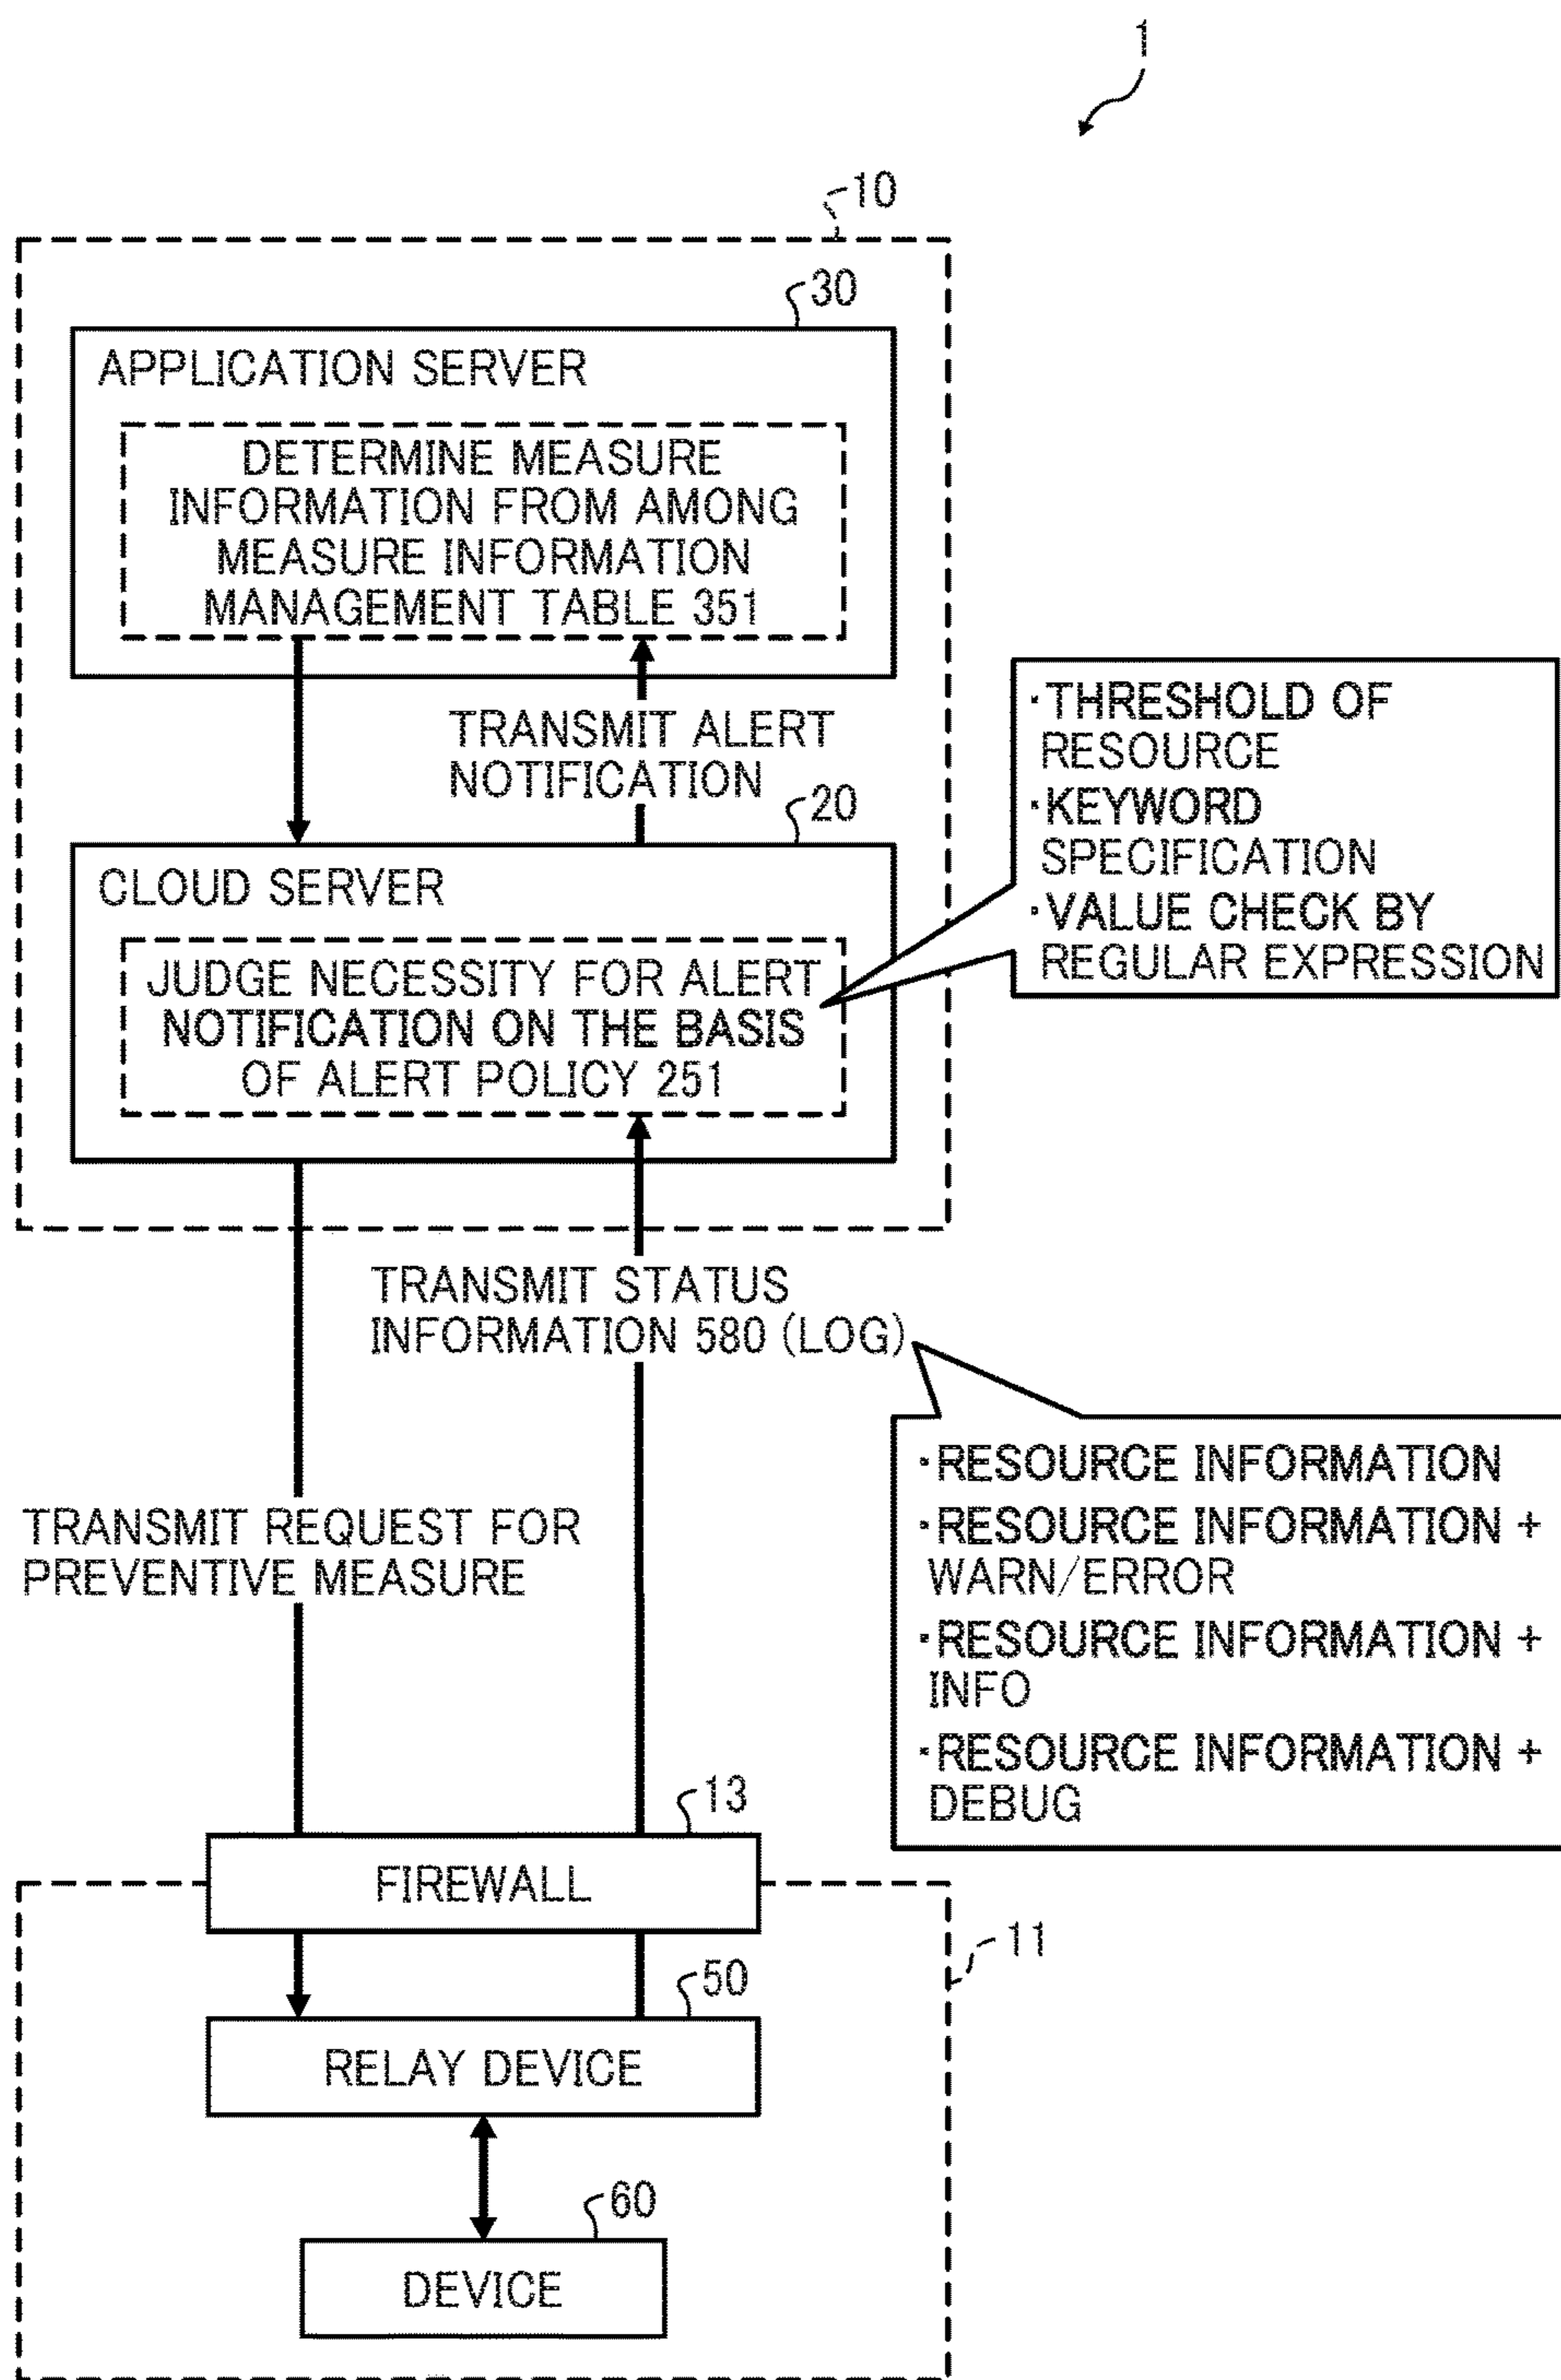 1
10
30
APPLICATION SERVER
DETERMINE MEASURE
INFORMATION FROM AMONG
MEASURE INFORMATION
MANAGEMENT TABLE 351
TRANSMIT ALERT
NOTIFICATION
20
CLOUD SERVER
JUDGE NECESSITY FOR ALERT
NOTIFICATION ON THE BASIS
OF ALERT POLICY 251
・THRESHOLD OF
RESOURCE
・KEYWORD
SPECIFICATION
・VALUE CHECK BY
REGULAR EXPRESSION
TRANSMIT STATUS
INFORMATION 580 (LOG)
・RESOURCE INFORMATION
・RESOURCE INFORMATION +
WARN/ERROR
・RESOURCE INFORMATION +
INFO
・RESOURCE INFORMATION +
DEBUG
TRANSMIT REQUEST FOR
PREVENTIVE MEASURE
13
FIREWALL
11
50
RELAY DEVICE
60
DEVICE